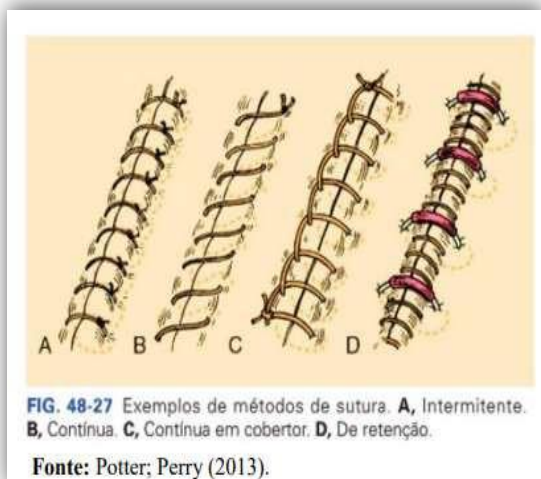 A B C D
FIG. 48-27 Exemplos de métodos de sutura. A, Intermitente.
B, Contínua. C, Contínua em cobertor. D, De retenção.
Fonte: Potter; Perry (2013).